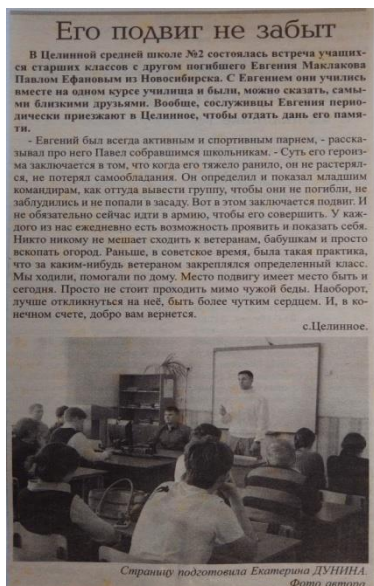 Его подвиг не забыт
В Целинной средней школе №2 состоялась встреча учащих-
ся старших классов с другом погибшего Евгения Маклакова
Павлом Ефановым из Новосибирска. С Евгением они учились
вместе на одном курсе училища и были, можно сказать, самы-
ми близкими друзьями. Вообще, сослуживцы Евгения перио-
дически приезжают в Целинное, чтобы отдать дань его памя-
ти.
- Евгений был всегда активным и спортивным парнем, - расска-
зывал про него Павел собравшимся школьникам. - Суть его героиз-
ма заключается в том, что когда его тяжело ранило, он не растерял-
ся, не потерял самообладания. Он определил и показал младшим
командирам, как оттуда вывести группу, чтобы они не погибли, не
заблудились и не попали в засаду. Вот в этом заключается подвиг. И
не обязательно сейчас идти в армию, чтобы его совершить. У каж-
дого из нас ежедневно есть возможность проявить и показать себя.
Никто никому не мешает сходить к ветеранам, бабушкам и просто
вскопать огород. Раньше, в советское время, была такая практика,
что за каким-нибудь ветераном закреплялся определенный класс.
Мы ходили, помогали по дому. Место подвигу имеет место быть и
сегодня. Просто не стоит проходить мимо чужой беды. Наоборот,
лучше откликнуться на неё, быть более чутким сердцем. И, в ко-
нечном счете, добро вам вернется.
с.Целинное.
Страницу подготовила Екатерина ДУНИНА.
Фото автора.